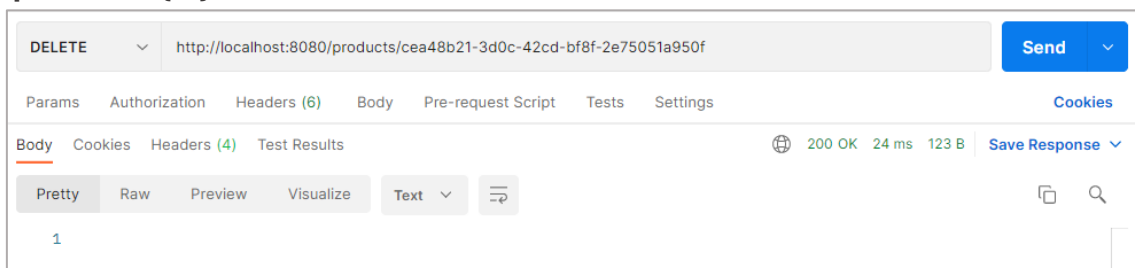 DELETE http://localhost:8080/products/cea48b21-3d0c-42cd-bf8f-2e75051a950f Send
Params Authorization Headers (6) Body Pre-request Script Tests Settings Cookies
Body Cookies Headers (4) Test Results 200 OK 24 ms 123 B Save Response
Pretty Raw Preview Visualize Text
1